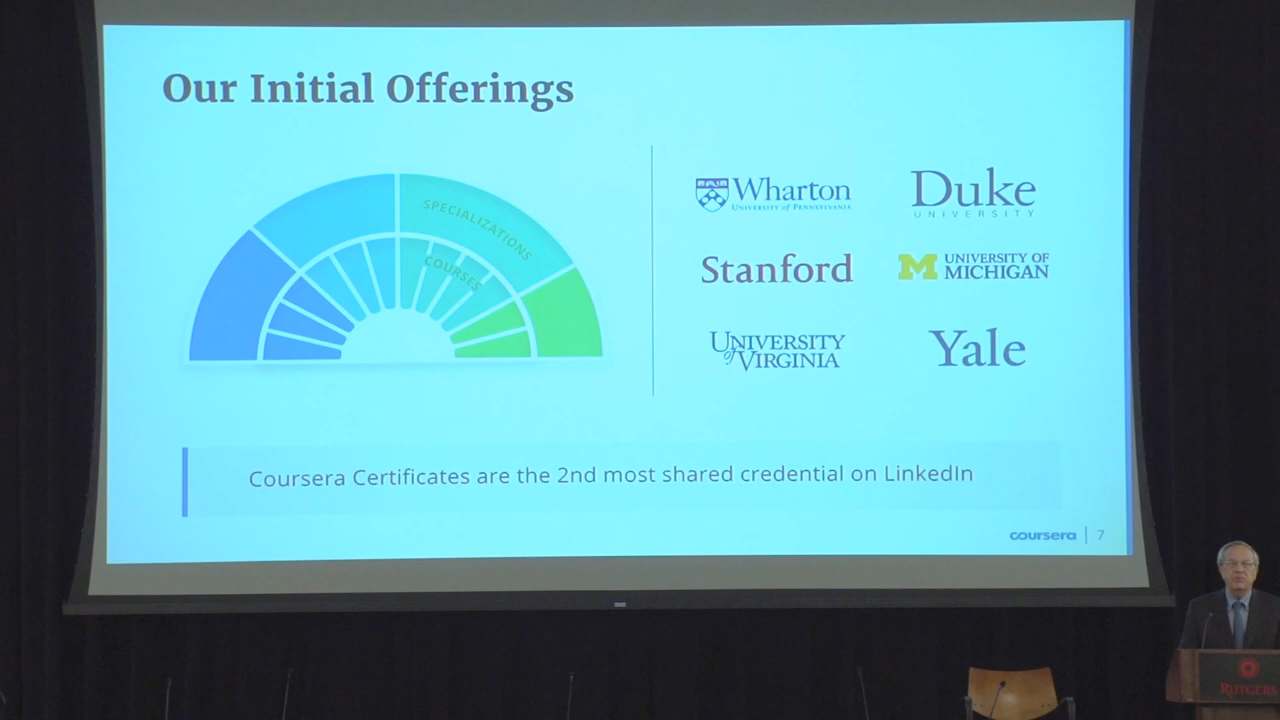 Our Initial Offerings
SPECIALIZATIONS
COURSES
Wharton
UNIVERSITY of PENNSYLVANIA
Duke
UNIVERSITY
Stanford
M
UNIVERSITY OF
MICHIGAN
UNIVERSITY
of VIRGINIA
Yale
Coursera Certificates are the 2nd most shared credential on LinkedIn
coursera | 7
RUTGERS